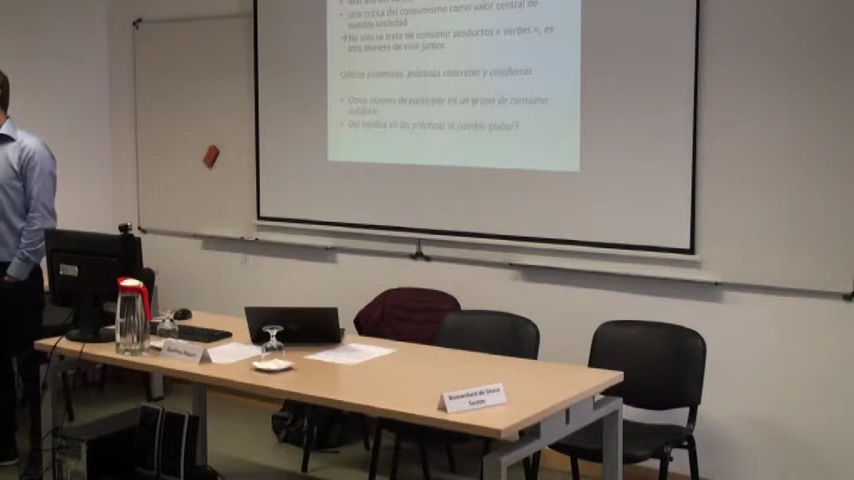 • una crítica del consumismo como valor central de
nuestra sociedad
→No solo se trata de consumir productos « verdes », es
otra manera de vivir juntos
Críticas sistémicas, prácticas concretas y cotidianas
• Otras razones de participar en un grupo de consumo
solidario
• Del cambio en las prácticas al cambio global?
Boaventura de Sousa
Santos